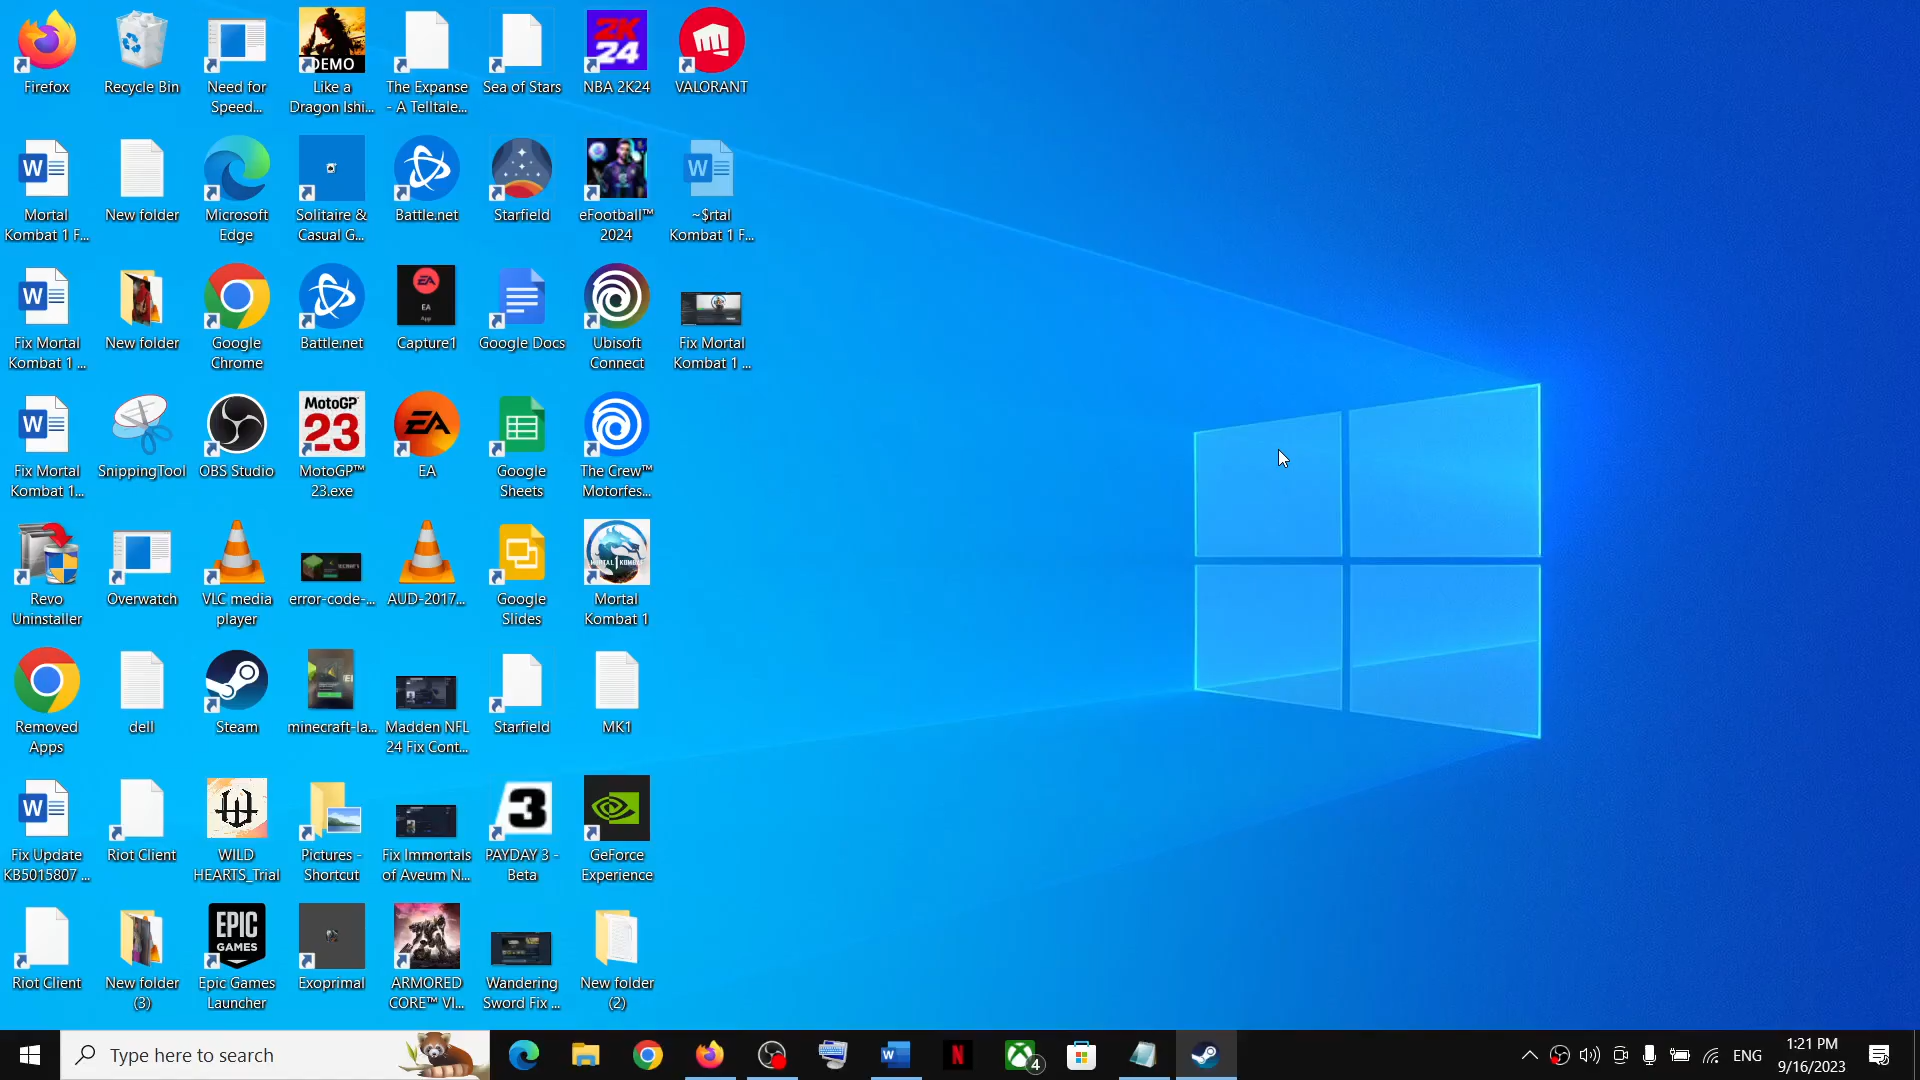 Firefox
Recycle Bin
Need for
Speed...
DEMO
Like a
Dragon Ishi...
The Expanse
- A Telltale...
Sea of Stars
2K
24
NBA 2K24
VALORANT
W
Mortal
Kombat 1 F...
New folder
Microsoft
Edge
Solitaire &
Casual G...
Battle.net
Starfield
eFootball™
2024
W
~$rtal
Kombat 1 F...
W
Fix Mortal
Kombat 1 ...
New folder
Google
Chrome
Battle.net
EA
EA
App
Capture1
Google Docs
Ubisoft
Connect
Fix Mortal
Kombat 1 ...
W
Fix Mortal
Kombat 1...
SnippingTool
OBS Studio
MotoGP™
23
MotoGP™
23.exe
EA
EA
Google
Sheets
The Crew™
Motorfes...
Revo
Uninstaller
Overwatch
VLC media
player
error-code-...
AUD-2017...
Google
Slides
Mortal
Kombat 1
Removed
Apps
dell
Steam
minecraft-la...
Madden NFL
24 Fix Cont...
Starfield
MK1
W
Fix Update
KB5015807 ...
Riot Client
WILD
HEARTS_Trial
Pictures -
Shortcut
Fix Immortals
of Aveum N...
3
PAYDAY 3 -
Beta
GeForce
Experience
Riot Client
New folder
(3)
EPIC
GAMES
Epic Games
Launcher
Exoprimal
ARMORED
CORE™ VI...
Wandering
Sword Fix ...
New folder
(2)
Type here to search
W
N
4
ENG
1:21 PM
9/16/2023